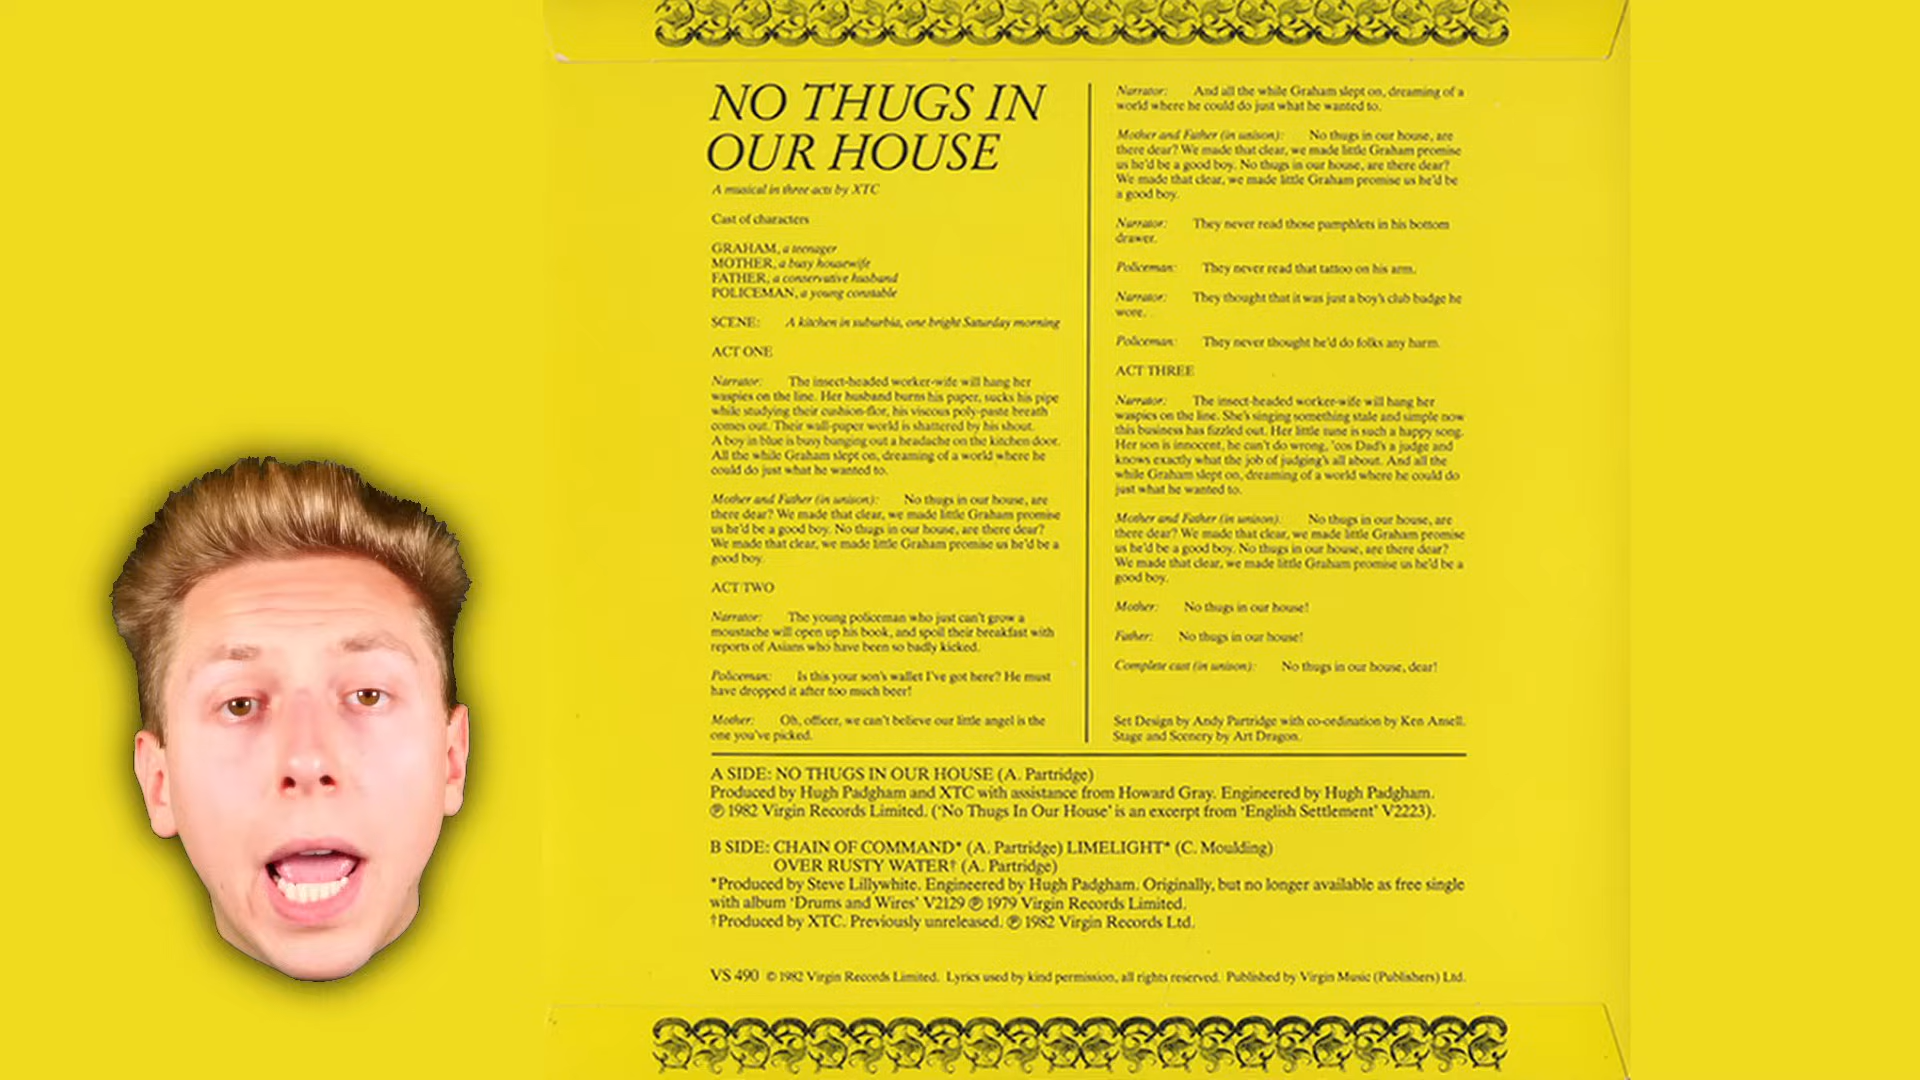 NO THUGS IN
OUR HOUSE
A musical in three acts by XTC
Cast of characters
GRAHAM, a teenager
MOTHER, a busy housewife
FATHER, a conservative husband
POLICEMAN, a young constable
SCENE: A kitchen in suburbia, one bright Saturday morning
ACT ONE
Narrator: The insect-headed worker-wife will hang her
waspies on the line. Her husband burns his paper, sucks his pipe
while studying their cushion-flor, his viscous poly-paste breath
comes out. Their wall-paper world is shattered by his shout.
A boy in blue is busy banging out a headache on the kitchen door.
All the while Graham slept on, dreaming of a world where he
could do just what he wanted to.
Mother and Father (in unison): No thugs in our house, are
there dear? We made that clear, we made little Graham promise
us he'd be a good boy. No thugs in our house, are there dear?
We made that clear, we made little Graham promise us he'd be a
good boy.
ACT TWO
Narrator: The young policeman who just can't grow a
moustache will open up his book, and spoil their breakfast with
reports of Asians who have been so badly kicked.
Policeman: Is this your son's wallet I've got here? He must
have dropped it after too much beer!
Mother: Oh, officer, we can't believe our little angel is the
one you've picked.
Narrator: And all the while Graham slept on, dreaming of a
world where he could do just what he wanted to.
Mother and Father (in unison): No thugs in our house, are
there dear? We made that clear, we made little Graham promise
us he'd be a good boy. No thugs in our house, are there dear?
We made that clear, we made little Graham promise us he'd be
a good boy.
Narrator: They never read those pamphlets in his bottom
drawer.
Policeman: They never read that tattoo on his arm.
Narrator: They thought that it was just a boy's club badge he
wore.
Policeman: They never thought he'd do folks any harm.
ACT THREE
Narrator: The insect-headed worker-wife will hang her
waspies on the line. She's singing something stale and simple now
this business has fizzled out. Her little tune is such a happy song.
Her son is innocent, he can't do wrong, 'cos Dad's a judge and
knows exactly what the job of judging's all about. And all the
while Graham slept on, dreaming of a world where he could do
just what he wanted to.
Mother and Father (in unison): No thugs in our house, are
there dear? We made that clear, we made little Graham promise
us he'd be a good boy. No thugs in our house, are there dear?
We made that clear, we made little Graham promise us he'd be a
good boy.
Mother: No thugs in our house!
Father: No thugs in our house!
Complete cast (in unison): No thugs in our house, dear!
Set Design by Andy Partridge with co-ordination by Ken Ansell.
Stage and Scenery by Art Dragon.
A SIDE: NO THUGS IN OUR HOUSE (A. Partridge)
Produced by Hugh Padgham and XTC with assistance from Howard Gray. Engineered by Hugh Padgham.
℗ 1982 Virgin Records Limited. ('No Thugs In Our House' is an excerpt from 'English Settlement' V2223).
B SIDE: CHAIN OF COMMAND* (A. Partridge) LIMELIGHT* (C. Moulding)
OVER RUSTY WATER† (A. Partridge)
*Produced by Steve Lillywhite. Engineered by Hugh Padgham. Originally, but no longer available as free single
with album 'Drums and Wires' V2129 ℗ 1979 Virgin Records Limited.
†Produced by XTC. Previously unreleased. ℗ 1982 Virgin Records Ltd.
VS 490 © 1982 Virgin Records Limited. Lyrics used by kind permission, all rights reserved. Published by Virgin Music (Publishers) Ltd.